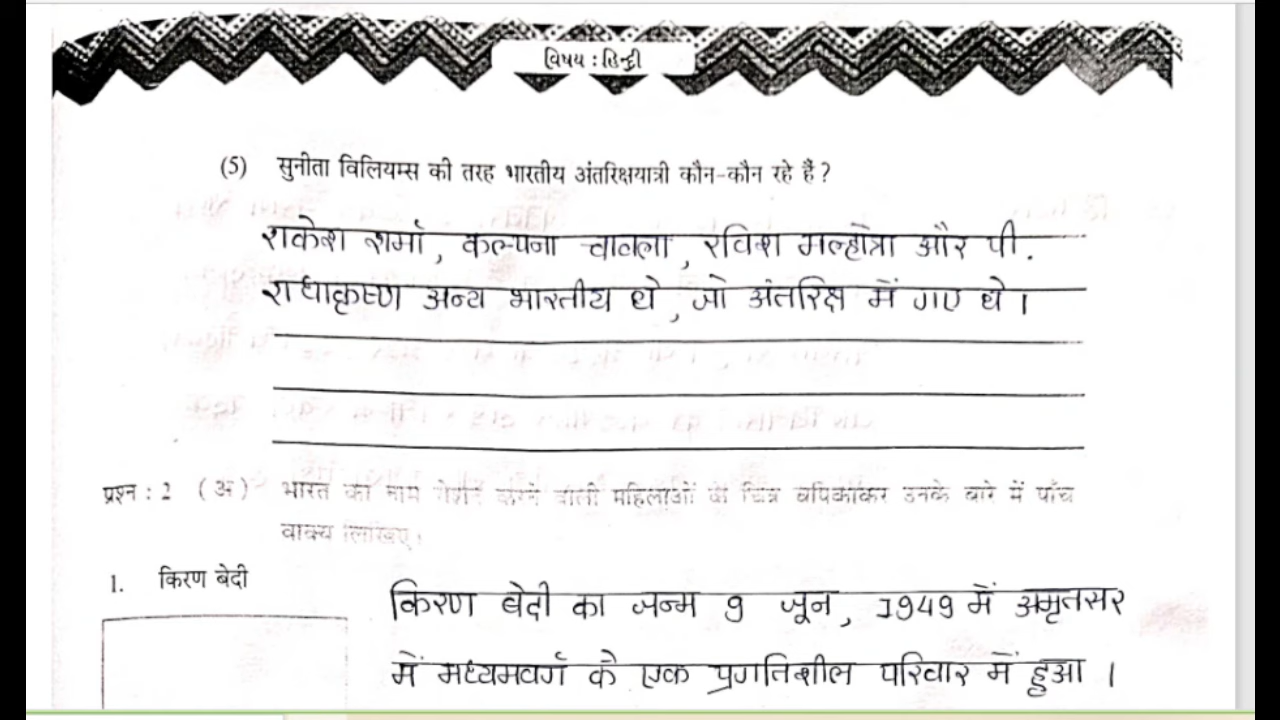 विषय : हिन्दी
(5) सुनीता विलियम्स की तरह भारतीय अंतरिक्षयात्री कौन-कौन रहे हैं ?
राकेश शर्मा, कल्पना चावला, रविश मल्होत्रा और पी.
राधाकृष्ण अन्य भारतीय थे, जो अंतरिक्ष में गए थे ।
प्रश्न : 2 (अ) भारत का नाम रोशन करने वाली महिलाओं के चित्र चिपकाकर उनके बारे में पाँच
वाक्य लिखिए।
1. किरण बेदी
किरण बेदी का जन्म 9 जून, 1949 में अमृतसर
में मध्यमवर्ग के एक प्रगतिशील परिवार में हुआ ।